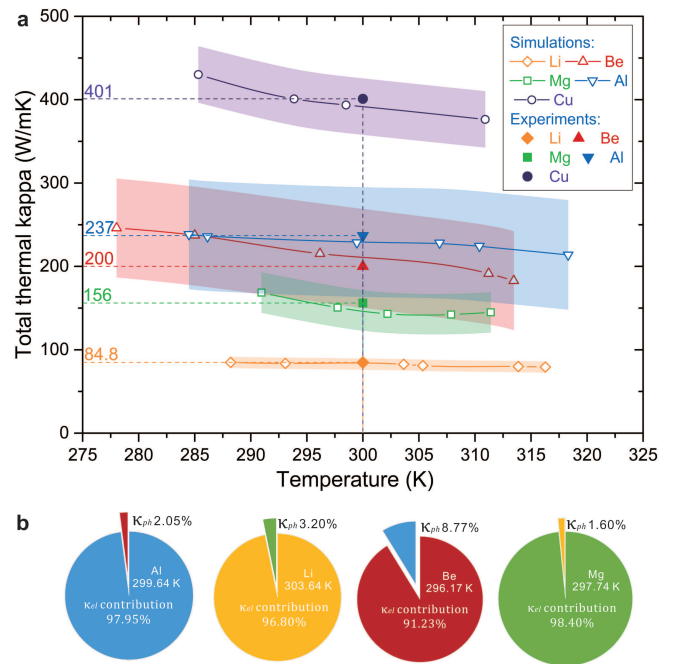 a
Total thermal kappa (W/mK)
500
400
300
200
100
0
401
237
200
156
84.8
Simulations:
Li Be
Mg Al
Cu
Experiments:
Li Be
Mg Al
Cu
275 280 285 290 295 300 305 310 315 320 325
Temperature (K)
b
κph 2.05%
Al
299.64 K
κel contribution
97.95%
κph 3.20%
Li
303.64 K
κel contribution
96.80%
κph 8.77%
Be
296.17 K
κel contribution
91.23%
κph 1.60%
Mg
297.74 K
κel contribution
98.40%